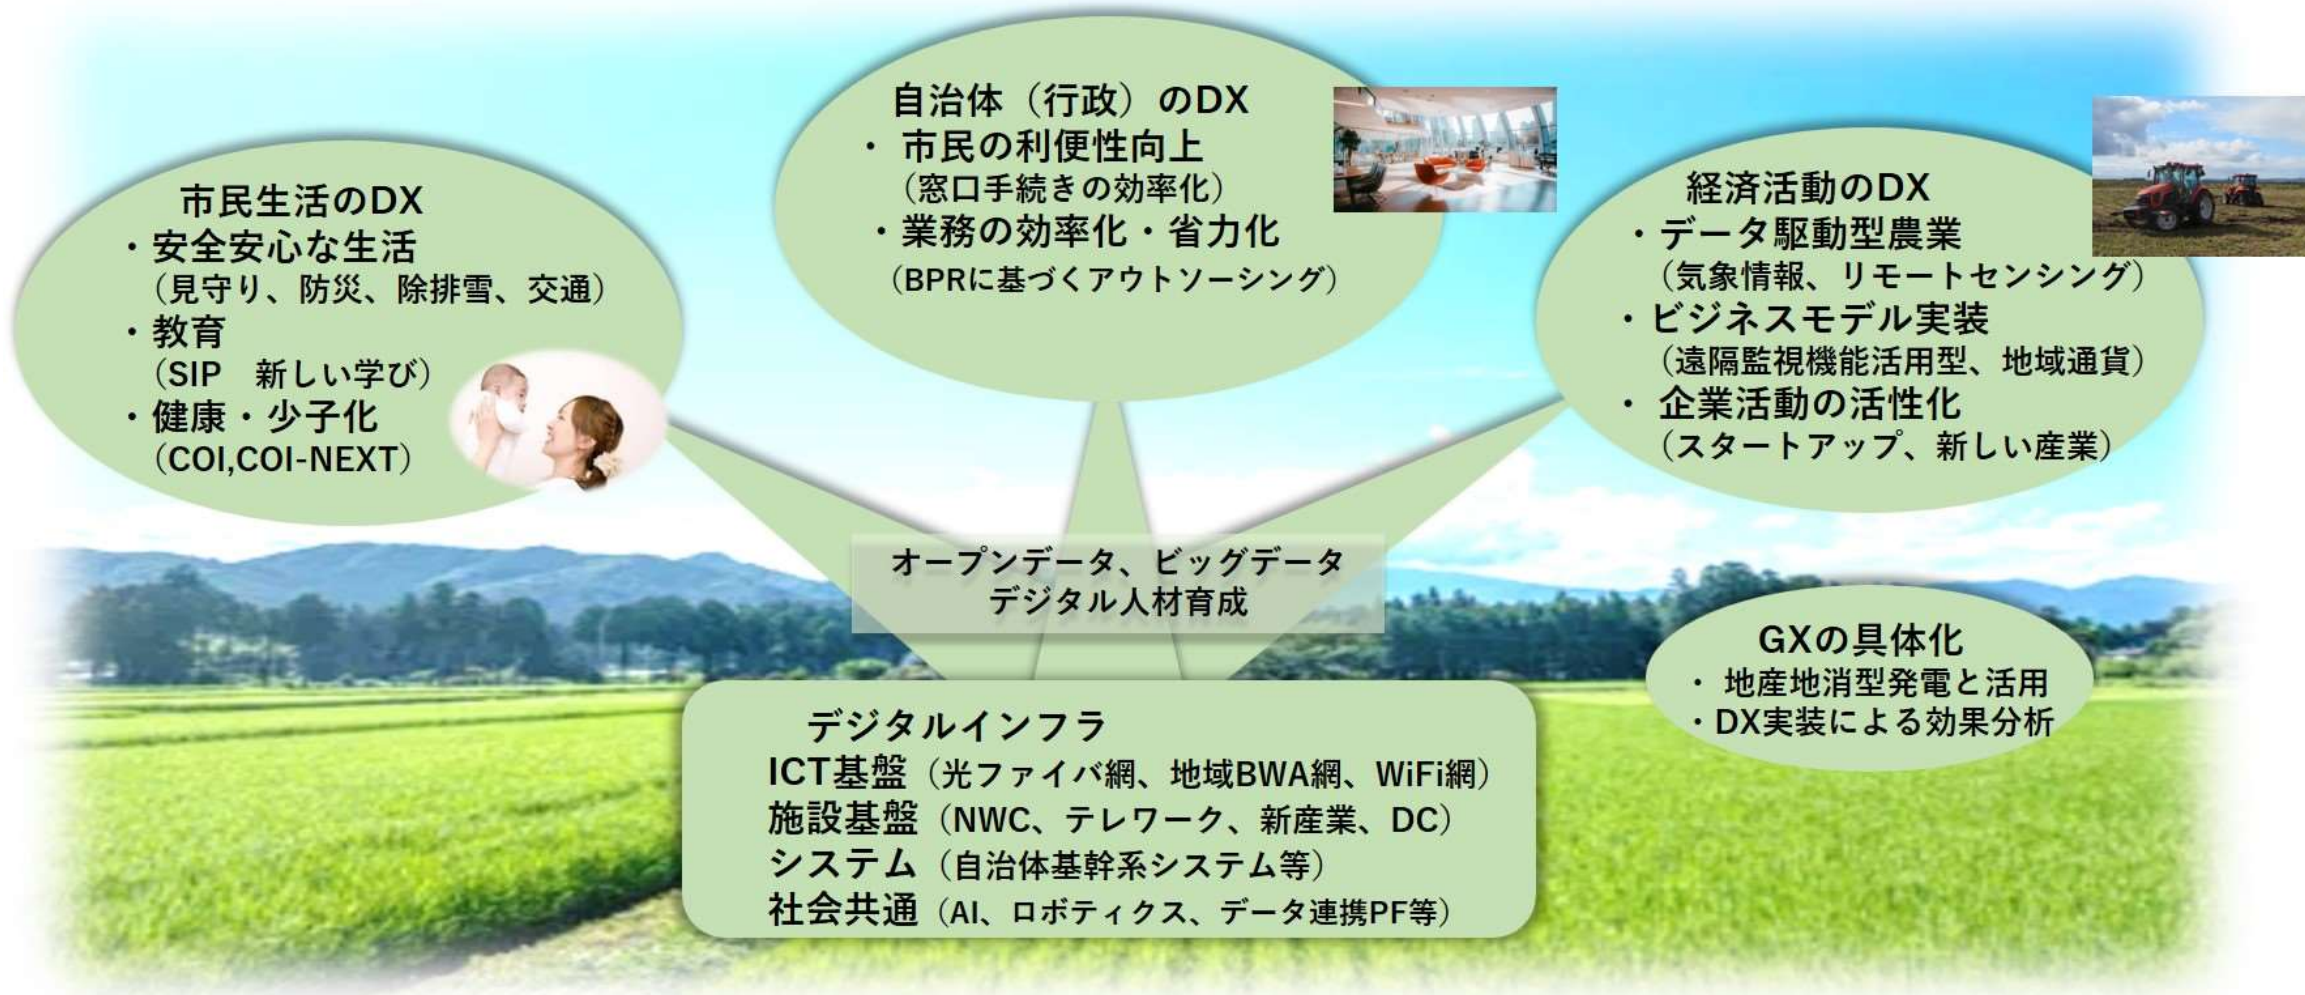 市民生活のDX
・安全安心な生活
（見守り、防災、除排雪、交通）
・教育
（SIP　新しい学び）
・健康・少子化
（COI,COI-NEXT）
自治体（行政）のDX
・ 市民の利便性向上
（窓口手続きの効率化）
・業務の効率化・省力化
（BPRに基づくアウトソーシング）
経済活動のDX
・データ駆動型農業
（気象情報、リモートセンシング）
・ビジネスモデル実装
（遠隔監視機能活用型、地域通貨）
・ 企業活動の活性化
（スタートアップ、新しい産業）
オープンデータ、ビッグデータ
デジタル人材育成
GXの具体化
・ 地産地消型発電と活用
・DX実装による効果分析
デジタルインフラ
ICT基盤（光ファイバ網、地域BWA網、WiFi網）
施設基盤（NWC、テレワーク、新産業、DC）
システム（自治体基幹系システム等）
社会共通（AI、ロボティクス、データ連携PF等）